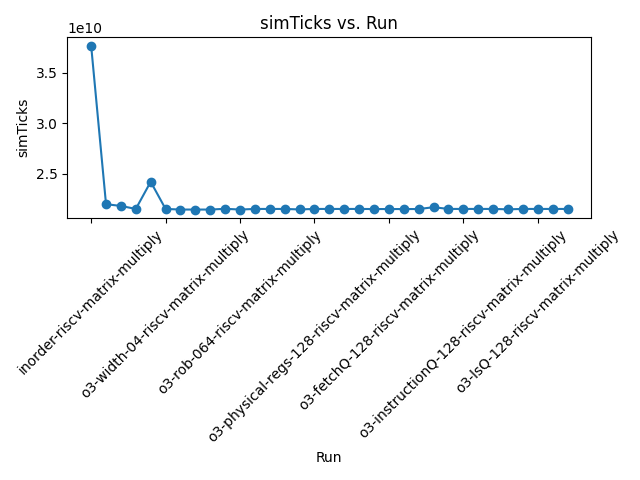 simTicks vs. Run
1e10
3.5
3.0
2.5
simTicks
inorder-riscv-matrix-multiply
o3-width-04-riscv-matrix-multiply
o3-rob-064-riscv-matrix-multiply
o3-physical-regs-128-riscv-matrix-multiply
o3-fetchQ-128-riscv-matrix-multiply
o3-instructionQ-128-riscv-matrix-multiply
o3-lsQ-128-riscv-matrix-multiply
Run